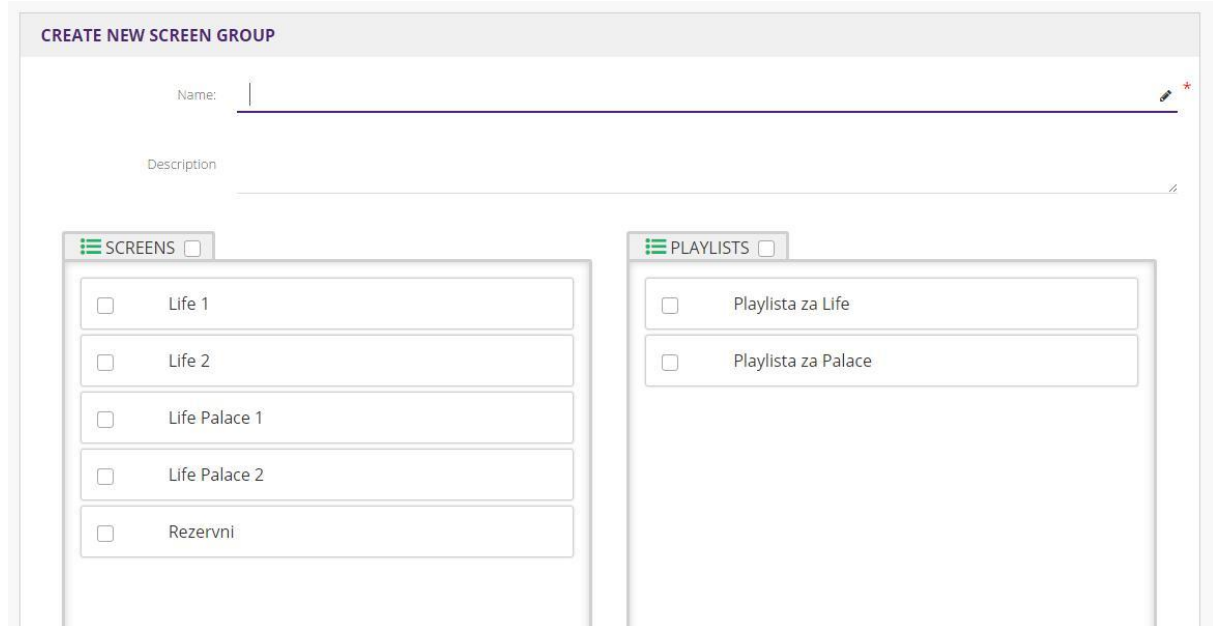 CREATE NEW SCREEN GROUP
Name:
*
Description
SCREENS
Life 1
Life 2
Life Palace 1
Life Palace 2
Rezervni
PLAYLISTS
Playlista za Life
Playlista za Palace